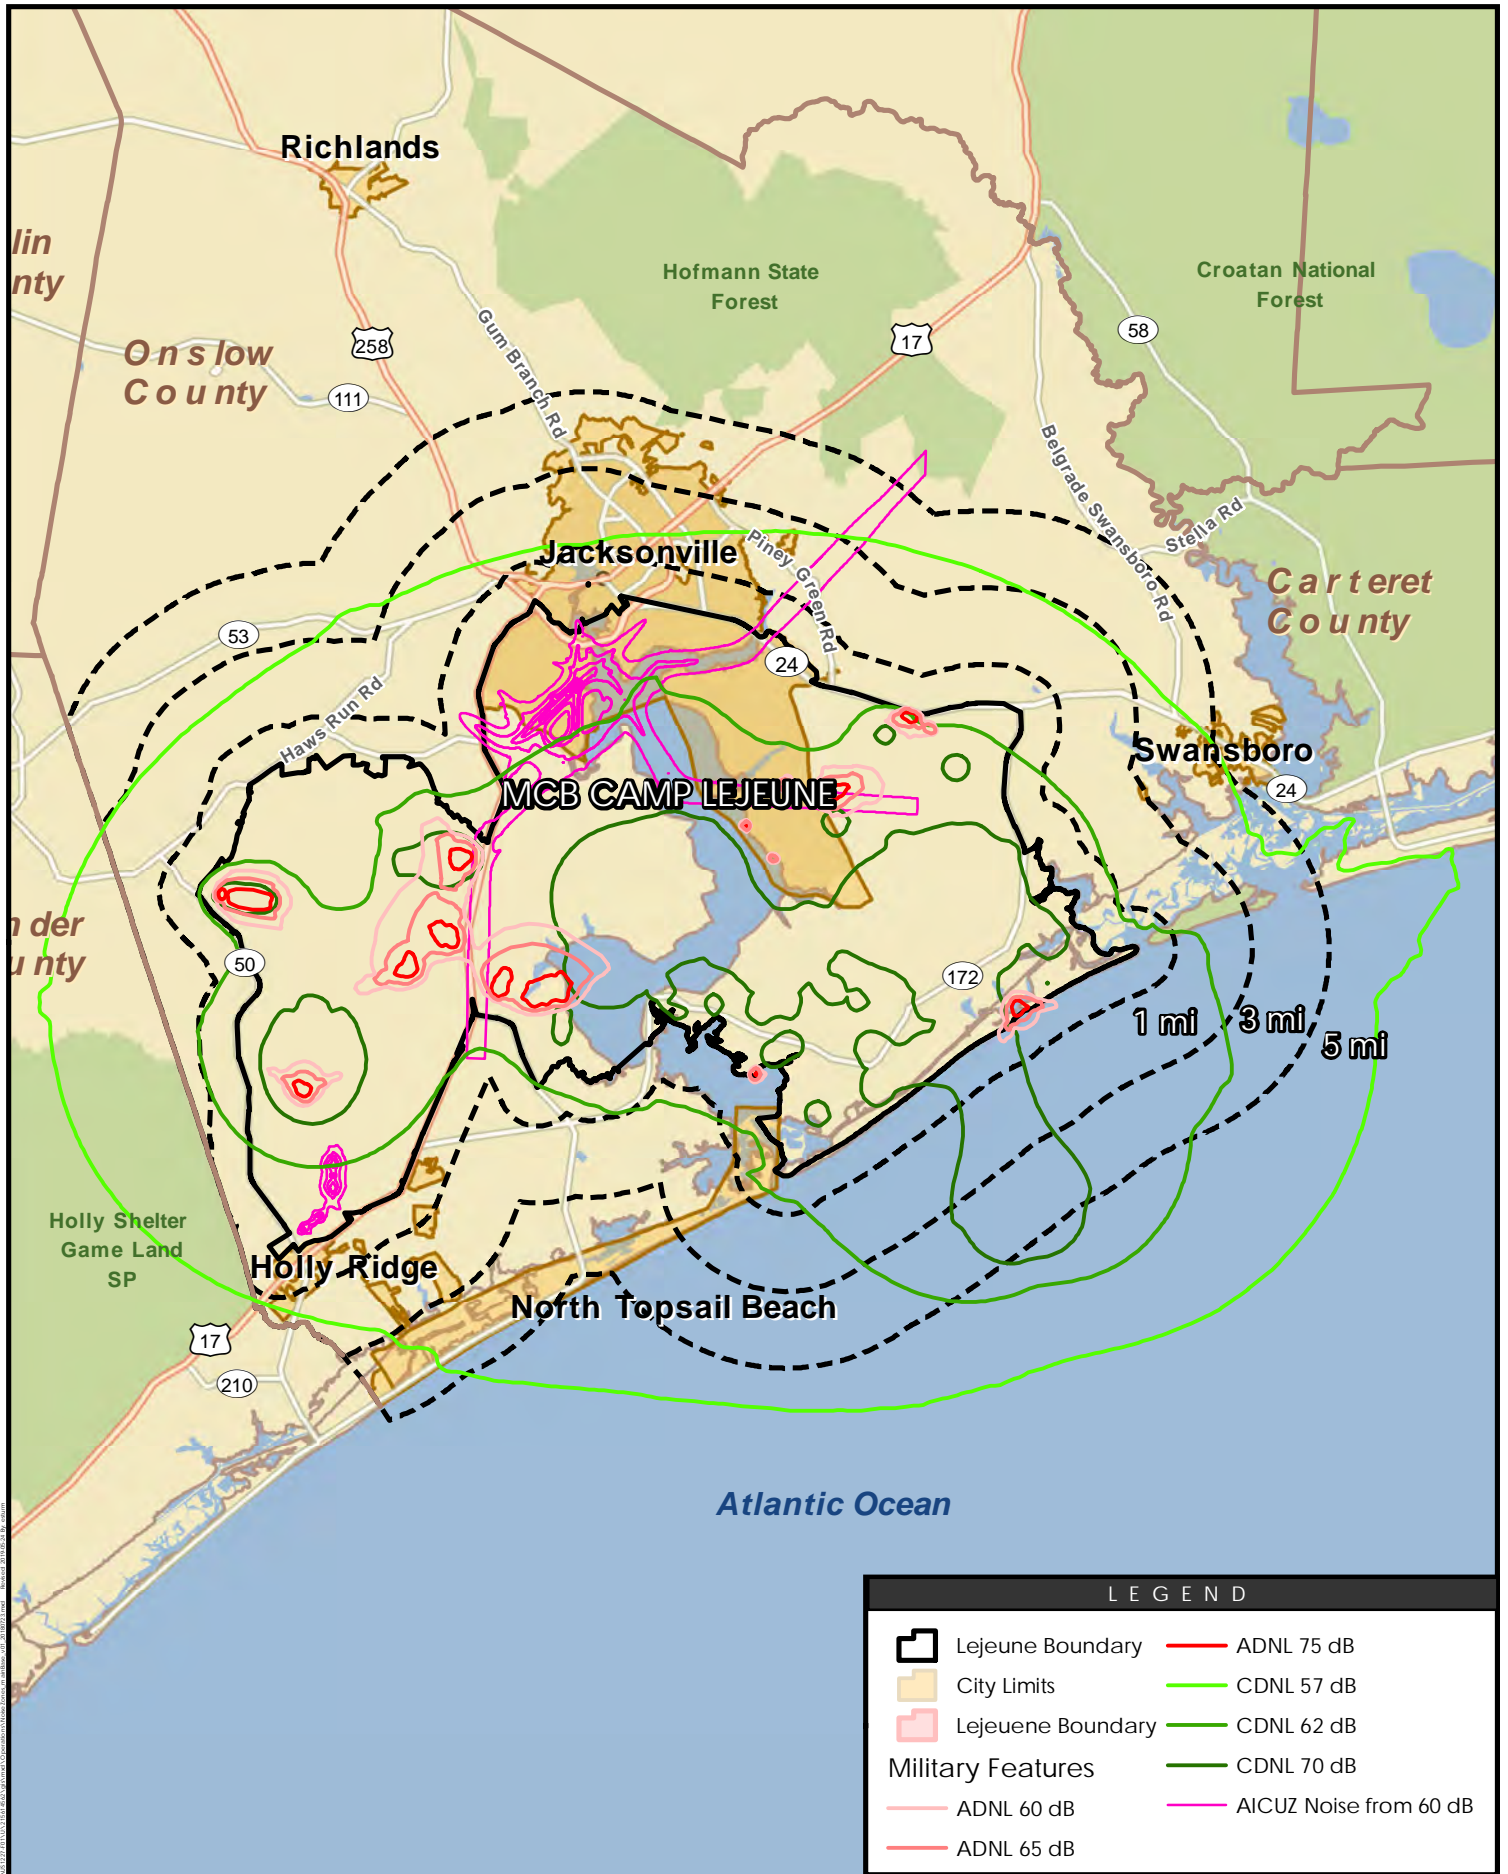 Richlands
lin
nty
Hofmann State
Forest
Croatan National
Forest
58
17
258
Onslow
County
Gum Branch Rd
111
Belgrade Swansboro Rd
Stella Rd
Jacksonville
Piney Green Rd
Carteret
County
53
24
Haws Run Rd
Swansboro
MCB CAMP LEJEUNE
24
n der
u nty
50
172
1 mi
3 mi
5 mi
Holly Shelter
Game Land
SP
Holly Ridge
North Topsail Beach
17
210
Atlantic Ocean
LEGEND
Lejeune Boundary
City Limits
Lejeuene Boundary
Military Features
ADNL 60 dB
ADNL 65 dB
ADNL 75 dB
CDNL 57 dB
CDNL 62 dB
CDNL 70 dB
AICUZ Noise from 60 dB